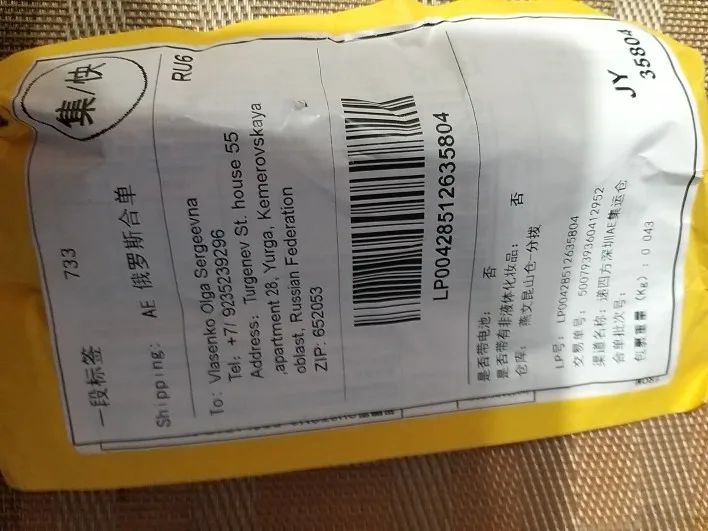 集/快
733
RU6
一段标签
Shipping: AE 俄罗斯合单
To: Vlasenko Olga Sergeevna
Tel: +7/ 9235239296
Address: Turgenev St. house 55
,apartment 28, Yurga, Kemerovskaya
oblast, Russian Federation
ZIP: 652053
LP00428512635804
是否带电池: 否
是否带有非液体化妆品: 否
仓库: 燕文昆山仓-分拨
LP号: LP00428512635804
交易单号: 5007939360412952
渠道名称: 递四方深圳AE集运仓
合单批次号:
包裹重量(Kg): 0.043
JY
35804